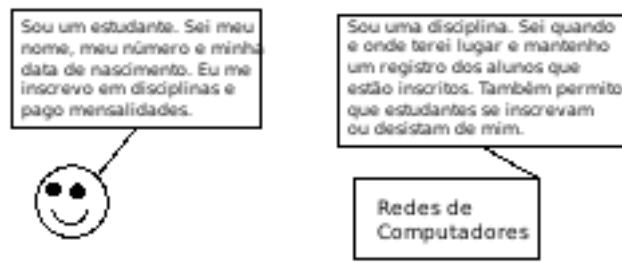 Sou um estudante. Sei meu
nome, meu número e minha
data de nascimento. Eu me
inscrevo em disciplinas e
pago mensalidades.
Sou uma disciplina. Sei quando
e onde terei lugar e mantenho
um registro dos alunos que
estão inscritos. Também permito
que estudantes se inscrevam
ou desistam de mim.
Redes de
Computadores